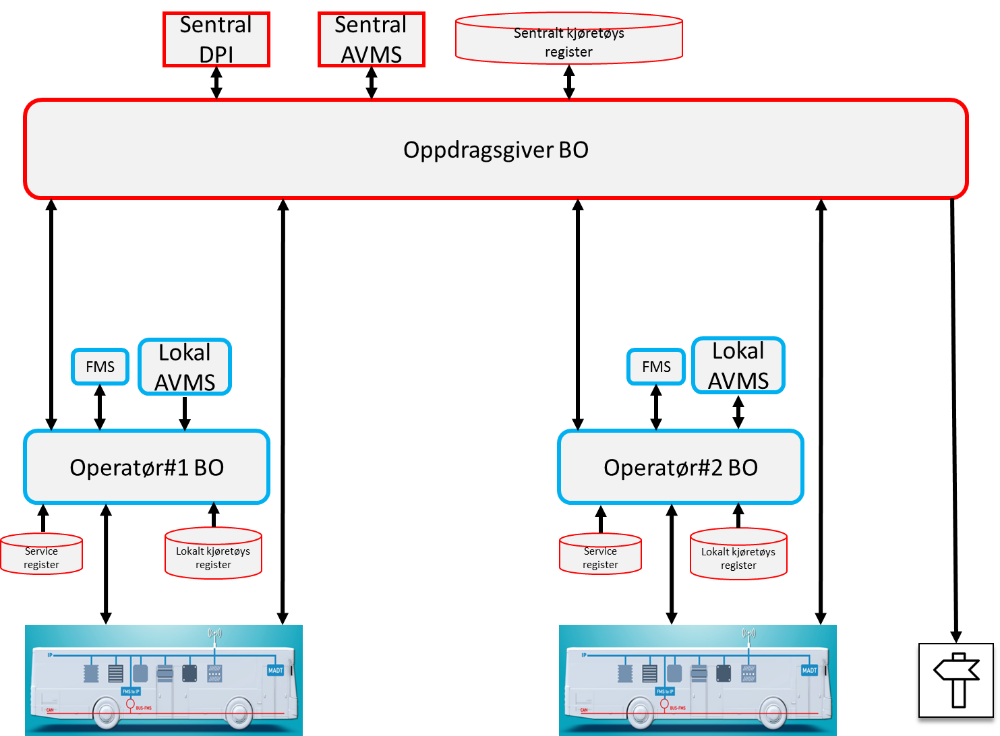 Sentral
DPI
Sentral
AVMS
Sentralt kjøretøys
register
Oppdragsgiver BO
FMS
Lokal
AVMS
FMS
Lokal
AVMS
Operatør#1 BO
Operatør#2 BO
Service
register
Lokalt kjøretøys
register
Service
register
Lokalt kjøretøys
register
IP
MADT
FMS to IP
BUS-FMS
CAN
IP
MADT
FMS to IP
BUS-FMS
CAN